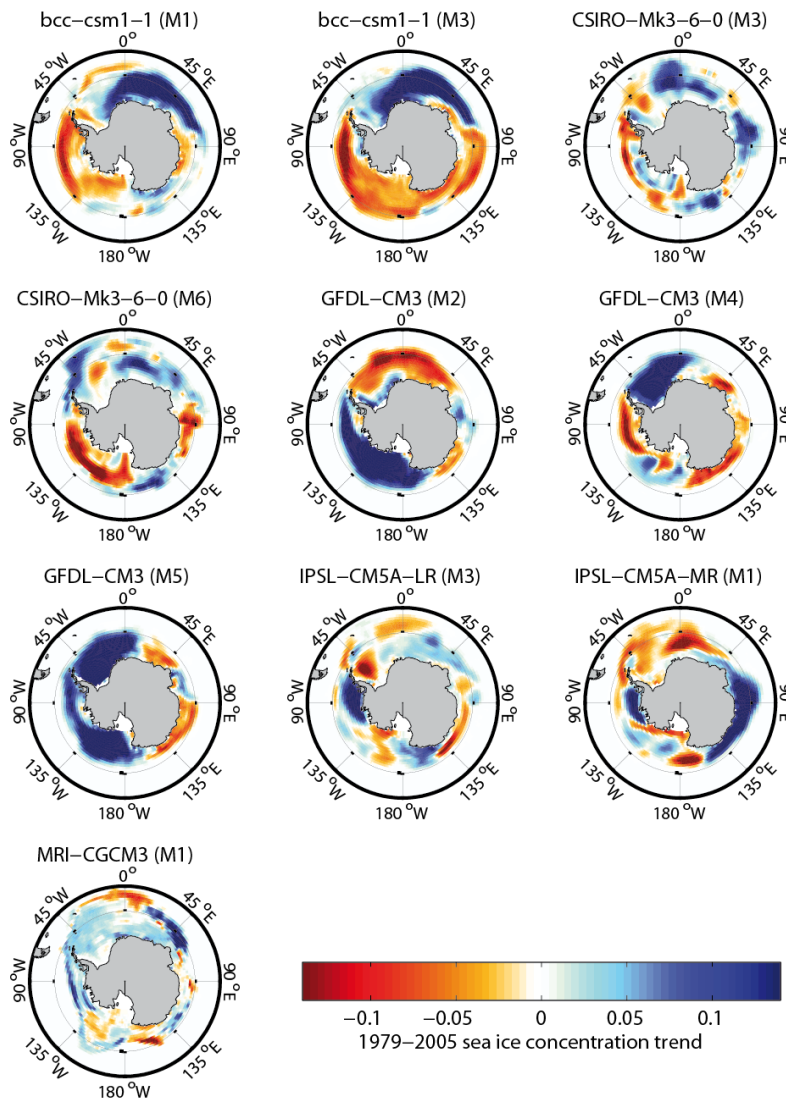 bcc−csm1−1 (M1)
bcc−csm1−1 (M3)
CSIRO−Mk3−6−0 (M3)
0°
45 °E
90 °E
135 °E
180 °W
135 °W
90 °W
45 °W
0°
45 °E
90 °E
135 °E
180 °W
135 °W
90 °W
45 °W
0°
45 °E
90 °E
135 °E
180 °W
135 °W
90 °W
45 °W
CSIRO−Mk3−6−0 (M6)
GFDL−CM3 (M2)
GFDL−CM3 (M4)
0°
45 °E
90 °E
135 °E
180 °W
135 °W
90 °W
45 °W
0°
45 °E
90 °E
135 °E
180 °W
135 °W
90 °W
45 °W
0°
45 °E
90 °E
135 °E
180 °W
135 °W
90 °W
45 °W
GFDL−CM3 (M5)
IPSL−CM5A−LR (M3)
IPSL−CM5A−MR (M1)
0°
45 °E
90 °E
135 °E
180 °W
135 °W
90 °W
45 °W
0°
45 °E
90 °E
135 °E
180 °W
135 °W
90 °W
45 °W
0°
45 °E
90 °E
135 °E
180 °W
135 °W
90 °W
45 °W
MRI−CGCM3 (M1)
0°
45 °E
90 °E
135 °E
180 °W
135 °W
90 °W
45 °W
−0.1 −0.05 0 0.05 0.1
1979−2005 sea ice concentration trend